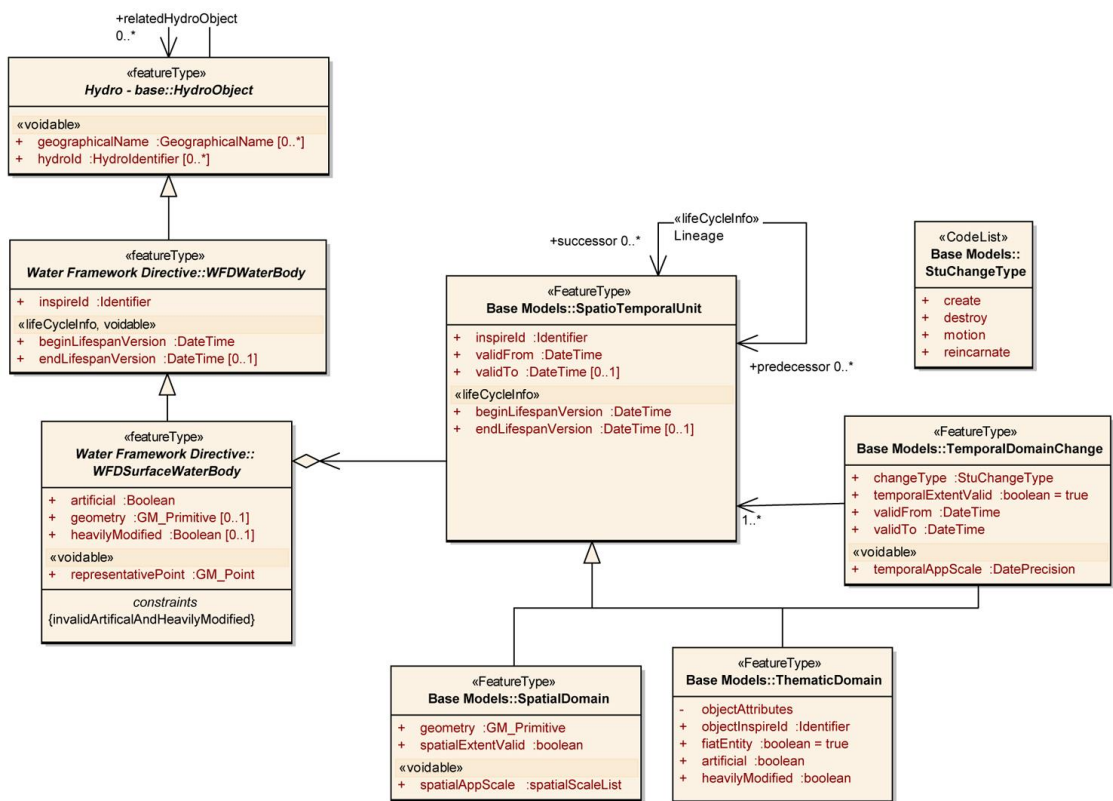 +relatedHydroObject
0..*
«featureType»
Hydro - base::HydroObject
«voidable»
+ geographicalName :GeographicalName [0..*]
+ hydroId :HydroIdentifier [0..*]
«featureType»
Water Framework Directive::WFDWaterBody
+ inspireId :Identifier
«lifeCycleInfo, voidable»
+ beginLifespanVersion :DateTime
+ endLifespanVersion :DateTime [0..1]
«featureType»
Water Framework Directive::
WFDSurfaceWaterBody
+ artificial :Boolean
+ geometry :GM_Primitive [0..1]
+ heavilyModified :Boolean [0..1]
«voidable»
+ representativePoint :GM_Point
constraints
{invalidArtificalAndHeavilyModified}
«lifeCycleInfo»
Lineage
+successor 0..*
+predecessor 0..*
«FeatureType»
Base Models::SpatioTemporalUnit
+ inspireId :Identifier
+ validFrom :DateTime
+ validTo :DateTime [0..1]
«lifeCycleInfo»
+ beginLifespanVersion :DateTime
+ endLifespanVersion :DateTime [0..1]
1..*
«CodeList»
Base Models::
StuChangeType
+ create
+ destroy
+ motion
+ reincarnate
«FeatureType»
Base Models::TemporalDomainChange
+ changeType :StuChangeType
+ temporalExtentValid :boolean = true
+ validFrom :DateTime
+ validTo :DateTime
«voidable»
+ temporalAppScale :DatePrecision
«FeatureType»
Base Models::SpatialDomain
+ geometry :GM_Primitive
+ spatialExtentValid :boolean
«voidable»
+ spatialAppScale :spatialScaleList
«FeatureType»
Base Models::ThematicDomain
- objectAttributes
+ objectInspireId :Identifier
+ fiatEntity :boolean = true
+ artificial :boolean
+ heavilyModified :boolean